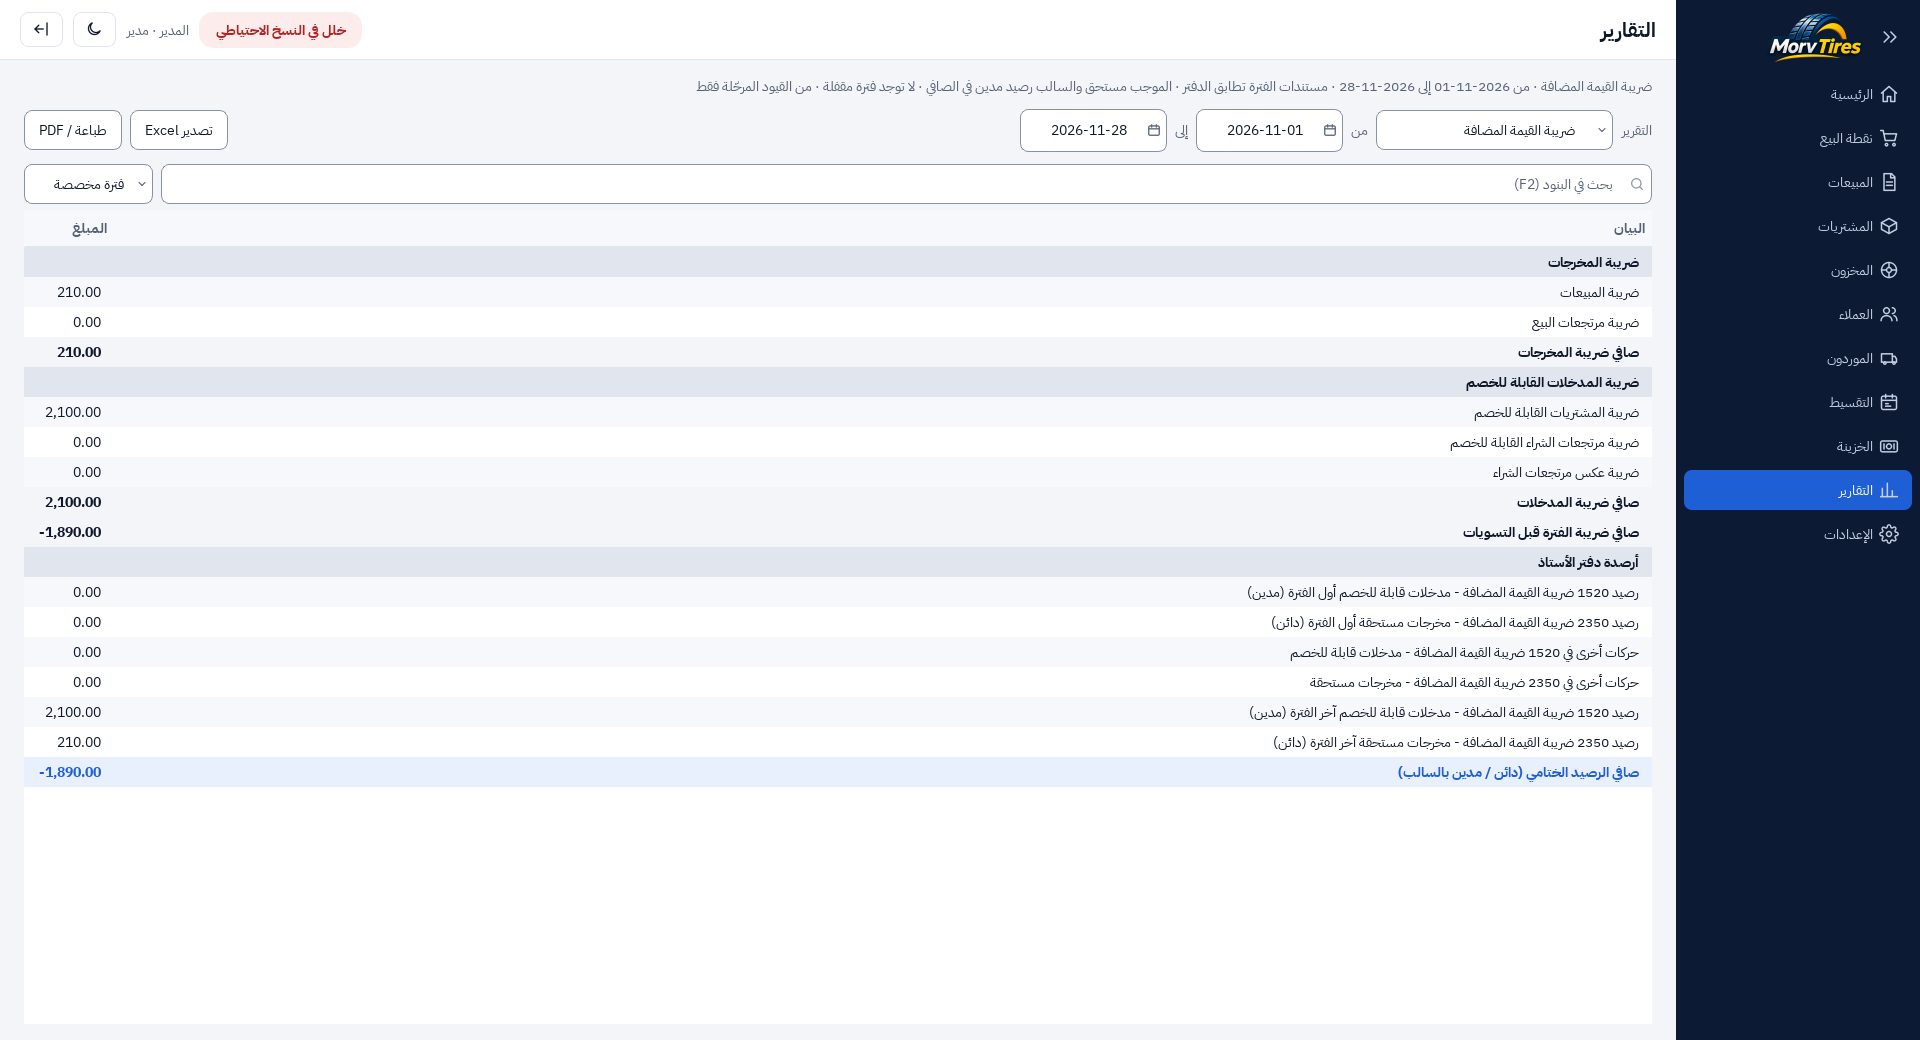 MorvTires
الرئيسية
نقطة البيع
المبيعات
المشتريات
المخزون
العملاء
الموردون
التقسيط
الخزينة
التقارير
الإعدادات
التقارير
خلل في النسخ الاحتياطي
المدير · مدير
ضريبة القيمة المضافة · من 2026-11-01 إلى 2026-11-28 · مستندات الفترة تطابق الدفتر · الموجب مستحق والسالب رصيد مدين في الصافي · لا توجد فترة مقفلة · من القيود المرحّلة فقط
التقرير ضريبة القيمة المضافة من 2026-11-01 إلى 2026-11-28 تصدير Excel طباعة / PDF
بحث في البنود (F2) فترة مخصصة
البيان المبلغ
ضريبة المخرجات
ضريبة المبيعات 210.00
ضريبة مرتجعات البيع 0.00
صافي ضريبة المخرجات 210.00
ضريبة المدخلات القابلة للخصم
ضريبة المشتريات القابلة للخصم 2,100.00
ضريبة مرتجعات الشراء القابلة للخصم 0.00
ضريبة عكس مرتجعات الشراء 0.00
صافي ضريبة المدخلات 2,100.00
صافي ضريبة الفترة قبل التسويات -1,890.00
أرصدة دفتر الأستاذ
رصيد 1520 ضريبة القيمة المضافة - مدخلات قابلة للخصم أول الفترة (مدين) 0.00
رصيد 2350 ضريبة القيمة المضافة - مخرجات مستحقة أول الفترة (دائن) 0.00
حركات أخرى في 1520 ضريبة القيمة المضافة - مدخلات قابلة للخصم 0.00
حركات أخرى في 2350 ضريبة القيمة المضافة - مخرجات مستحقة 0.00
رصيد 1520 ضريبة القيمة المضافة - مدخلات قابلة للخصم آخر الفترة (مدين) 2,100.00
رصيد 2350 ضريبة القيمة المضافة - مخرجات مستحقة آخر الفترة (دائن) 210.00
صافي الرصيد الختامي (دائن / مدين بالسالب) -1,890.00